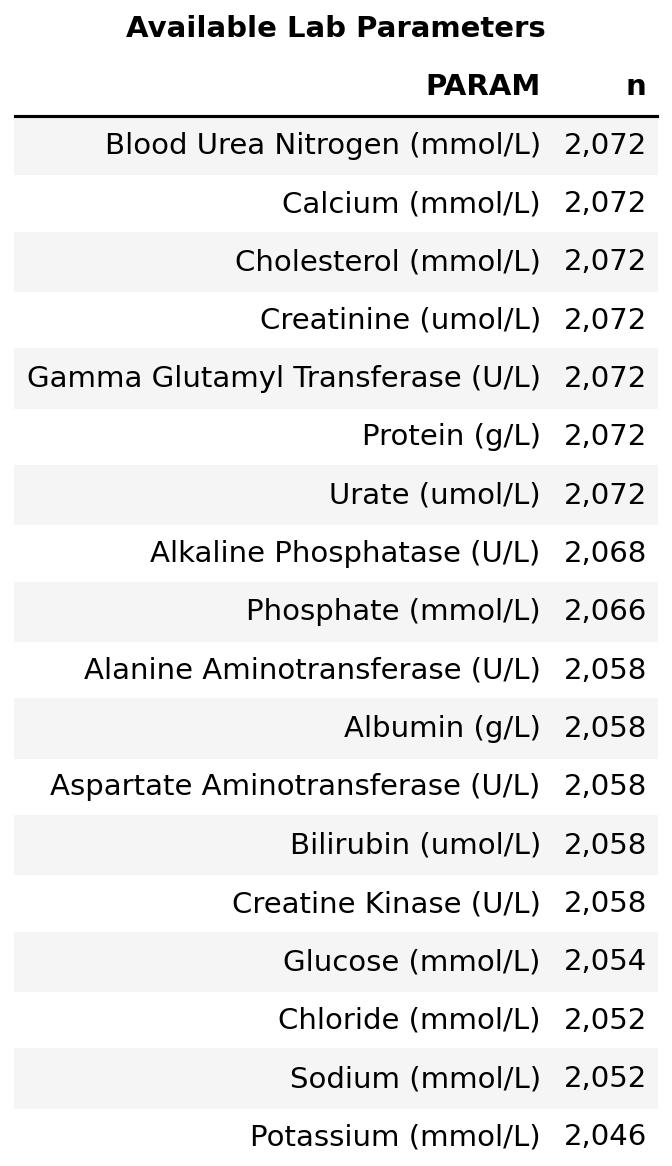 Available Lab Parameters
PARAM n
Blood Urea Nitrogen (mmol/L) 2,072
Calcium (mmol/L) 2,072
Cholesterol (mmol/L) 2,072
Creatinine (umol/L) 2,072
Gamma Glutamyl Transferase (U/L) 2,072
Protein (g/L) 2,072
Urate (umol/L) 2,072
Alkaline Phosphatase (U/L) 2,068
Phosphate (mmol/L) 2,066
Alanine Aminotransferase (U/L) 2,058
Albumin (g/L) 2,058
Aspartate Aminotransferase (U/L) 2,058
Bilirubin (umol/L) 2,058
Creatine Kinase (U/L) 2,058
Glucose (mmol/L) 2,054
Chloride (mmol/L) 2,052
Sodium (mmol/L) 2,052
Potassium (mmol/L) 2,046